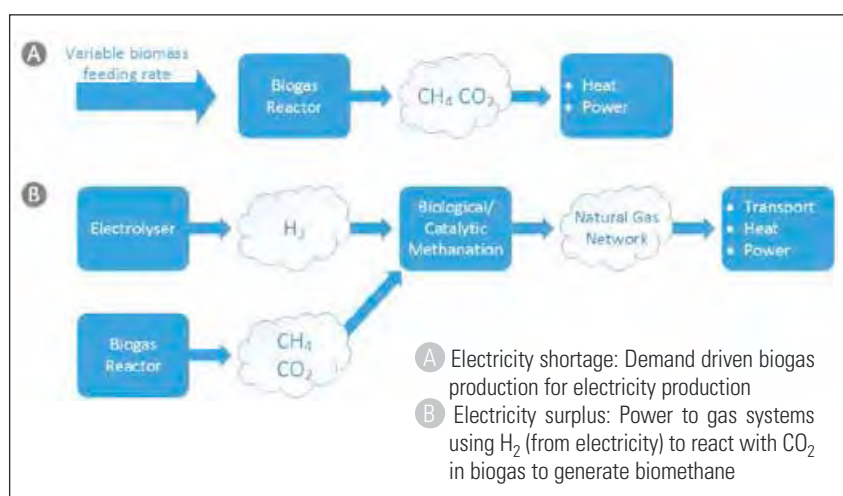 A
Variable biomass
feeding rate
Biogas
Reactor
CH₄ CO₂
• Heat
• Power
B
Electrolyser
H₂
Biological/
Catalytic
Methanation
Natural Gas
Network
• Transport
• Heat
• Power
Biogas
Reactor
CH₄
CO₂
A Electricity shortage: Demand driven biogas
production for electricity production
B Electricity surplus: Power to gas systems
using H₂ (from electricity) to react with CO₂
in biogas to generate biomethane